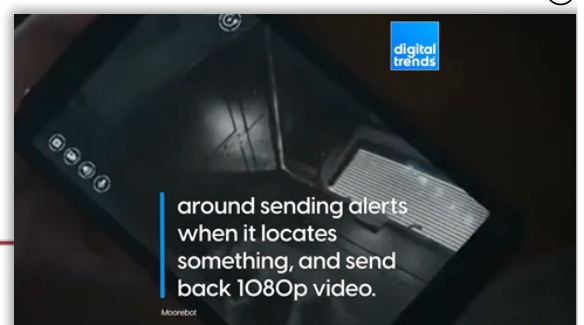 digital
trends
around sending alerts
when it locates
something, and send
back 1080p video.
Moorebot